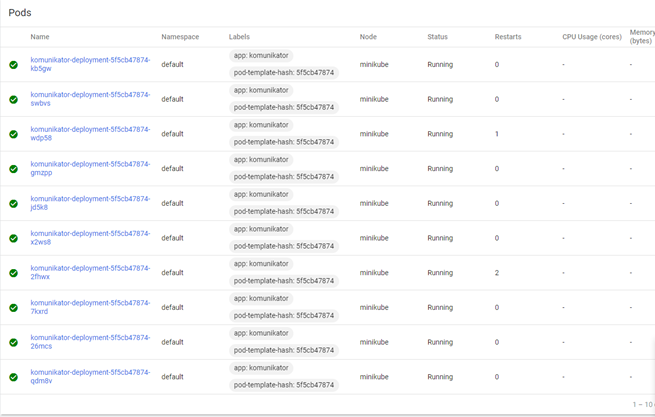 Pods
Name Namespace Labels Node Status Restarts CPU Usage (cores) Memory (bytes)
komunikator-deployment-5f5cb47874-kb5gw default app: komunikator pod-template-hash: 5f5cb47874 minikube Running 0 - -
komunikator-deployment-5f5cb47874-swbvs default app: komunikator pod-template-hash: 5f5cb47874 minikube Running 0 - -
komunikator-deployment-5f5cb47874-wdp58 default app: komunikator pod-template-hash: 5f5cb47874 minikube Running 1 - -
komunikator-deployment-5f5cb47874-gmzpp default app: komunikator pod-template-hash: 5f5cb47874 minikube Running 0 - -
komunikator-deployment-5f5cb47874-jd5k8 default app: komunikator pod-template-hash: 5f5cb47874 minikube Running 0 - -
komunikator-deployment-5f5cb47874-x2ws8 default app: komunikator pod-template-hash: 5f5cb47874 minikube Running 0 - -
komunikator-deployment-5f5cb47874-2fhwx default app: komunikator pod-template-hash: 5f5cb47874 minikube Running 2 - -
komunikator-deployment-5f5cb47874-7kxrd default app: komunikator pod-template-hash: 5f5cb47874 minikube Running 0 - -
komunikator-deployment-5f5cb47874-26mcs default app: komunikator pod-template-hash: 5f5cb47874 minikube Running 0 - -
komunikator-deployment-5f5cb47874-qdm8v default app: komunikator pod-template-hash: 5f5cb47874 minikube Running 0 - -
1 – 10